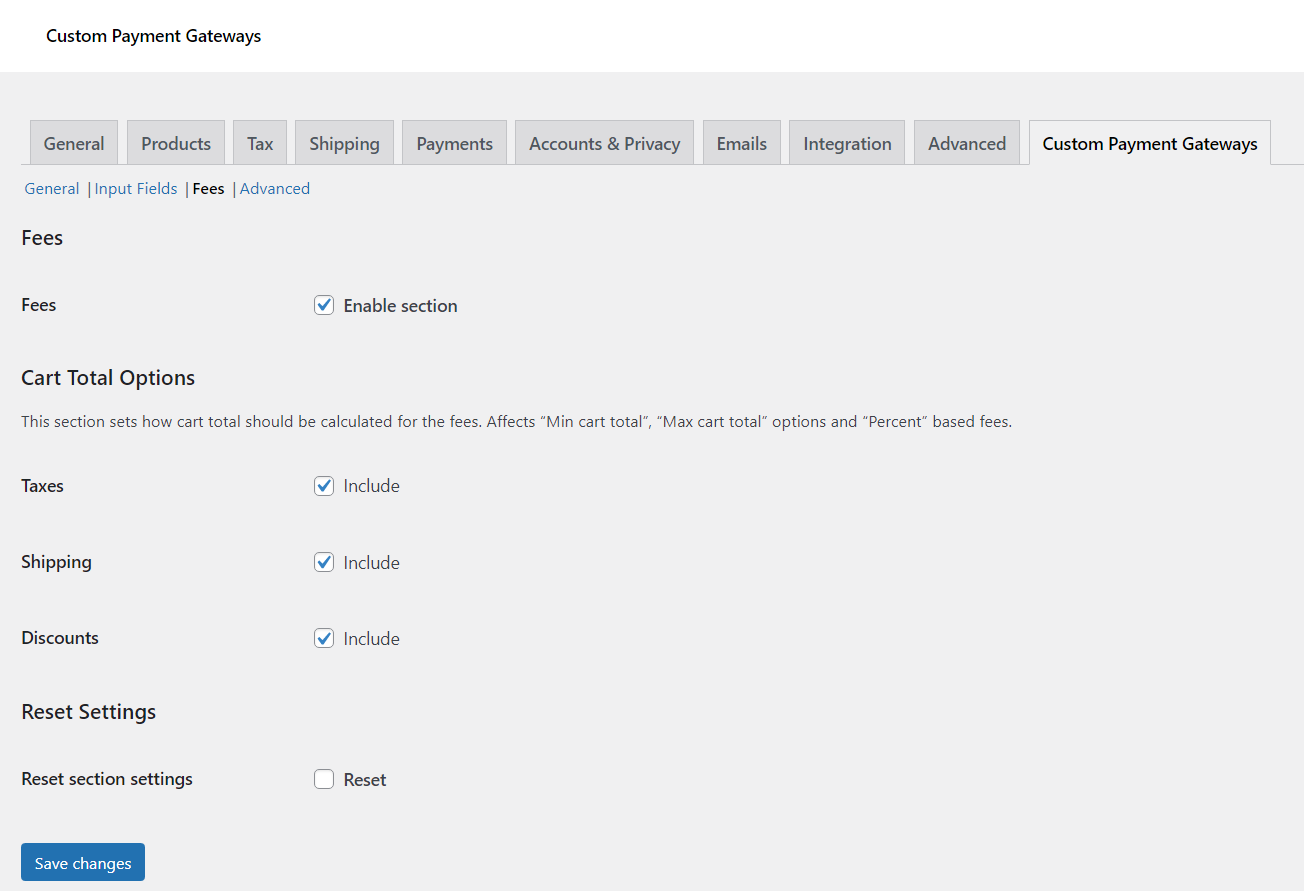 Custom Payment Gateways
General Products Tax Shipping Payments Accounts & Privacy Emails Integration Advanced Custom Payment Gateways
General | Input Fields | Fees | Advanced
Fees
Fees Enable section
Cart Total Options
This section sets how cart total should be calculated for the fees. Affects “Min cart total”, “Max cart total” options and “Percent” based fees.
Taxes Include
Shipping Include
Discounts Include
Reset Settings
Reset section settings Reset
Save changes